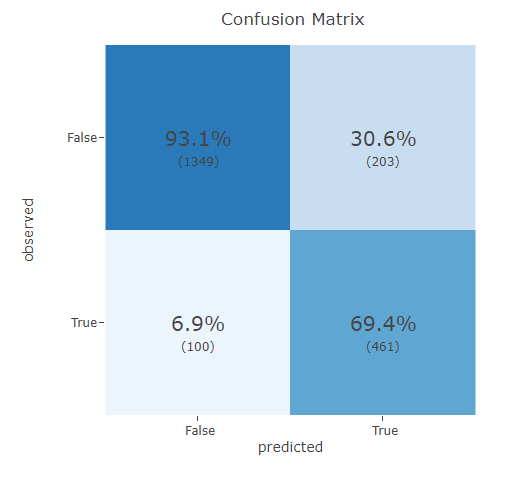 Confusion Matrix
False
93.1%
30.6%
(1349)
(203)
observed
True
6.9%
69.4%
(100)
(461)
False
True
predicted